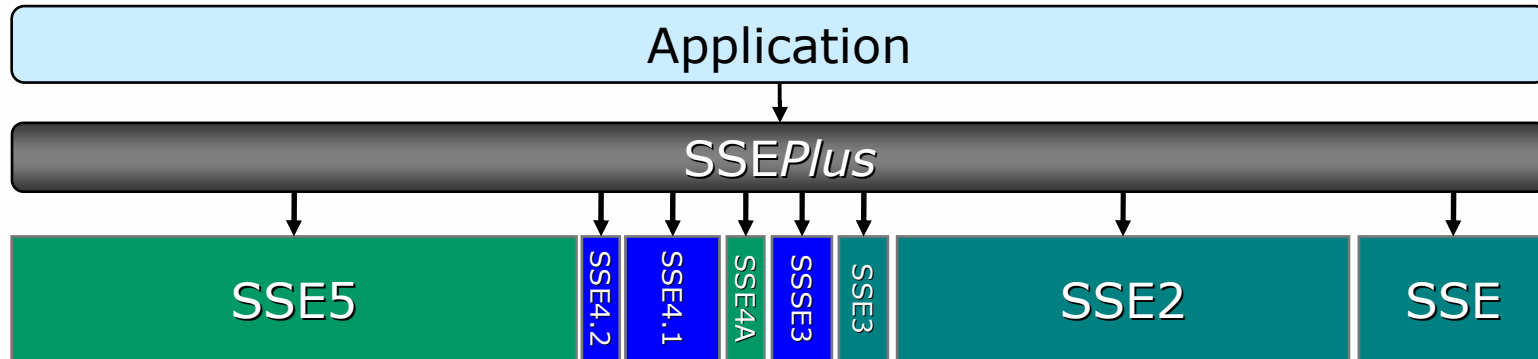 Application
SSEPlus
SSE5
SSE4.2
SSE4.1
SSE4A
SSSE3
SSE3
SSE2
SSE